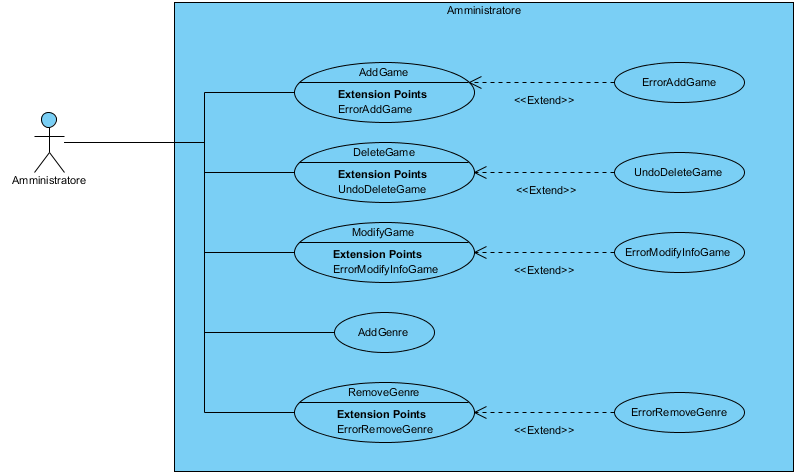 Amministratore
AddGame
Extension Points
ErrorAddGame
ErrorAddGame
<<Extend>>
DeleteGame
Extension Points
UndoDeleteGame
UndoDeleteGame
<<Extend>>
Amministratore
ModifyGame
Extension Points
ErrorModifyInfoGame
ErrorModifyInfoGame
<<Extend>>
AddGenre
RemoveGenre
Extension Points
ErrorRemoveGenre
ErrorRemoveGenre
<<Extend>>